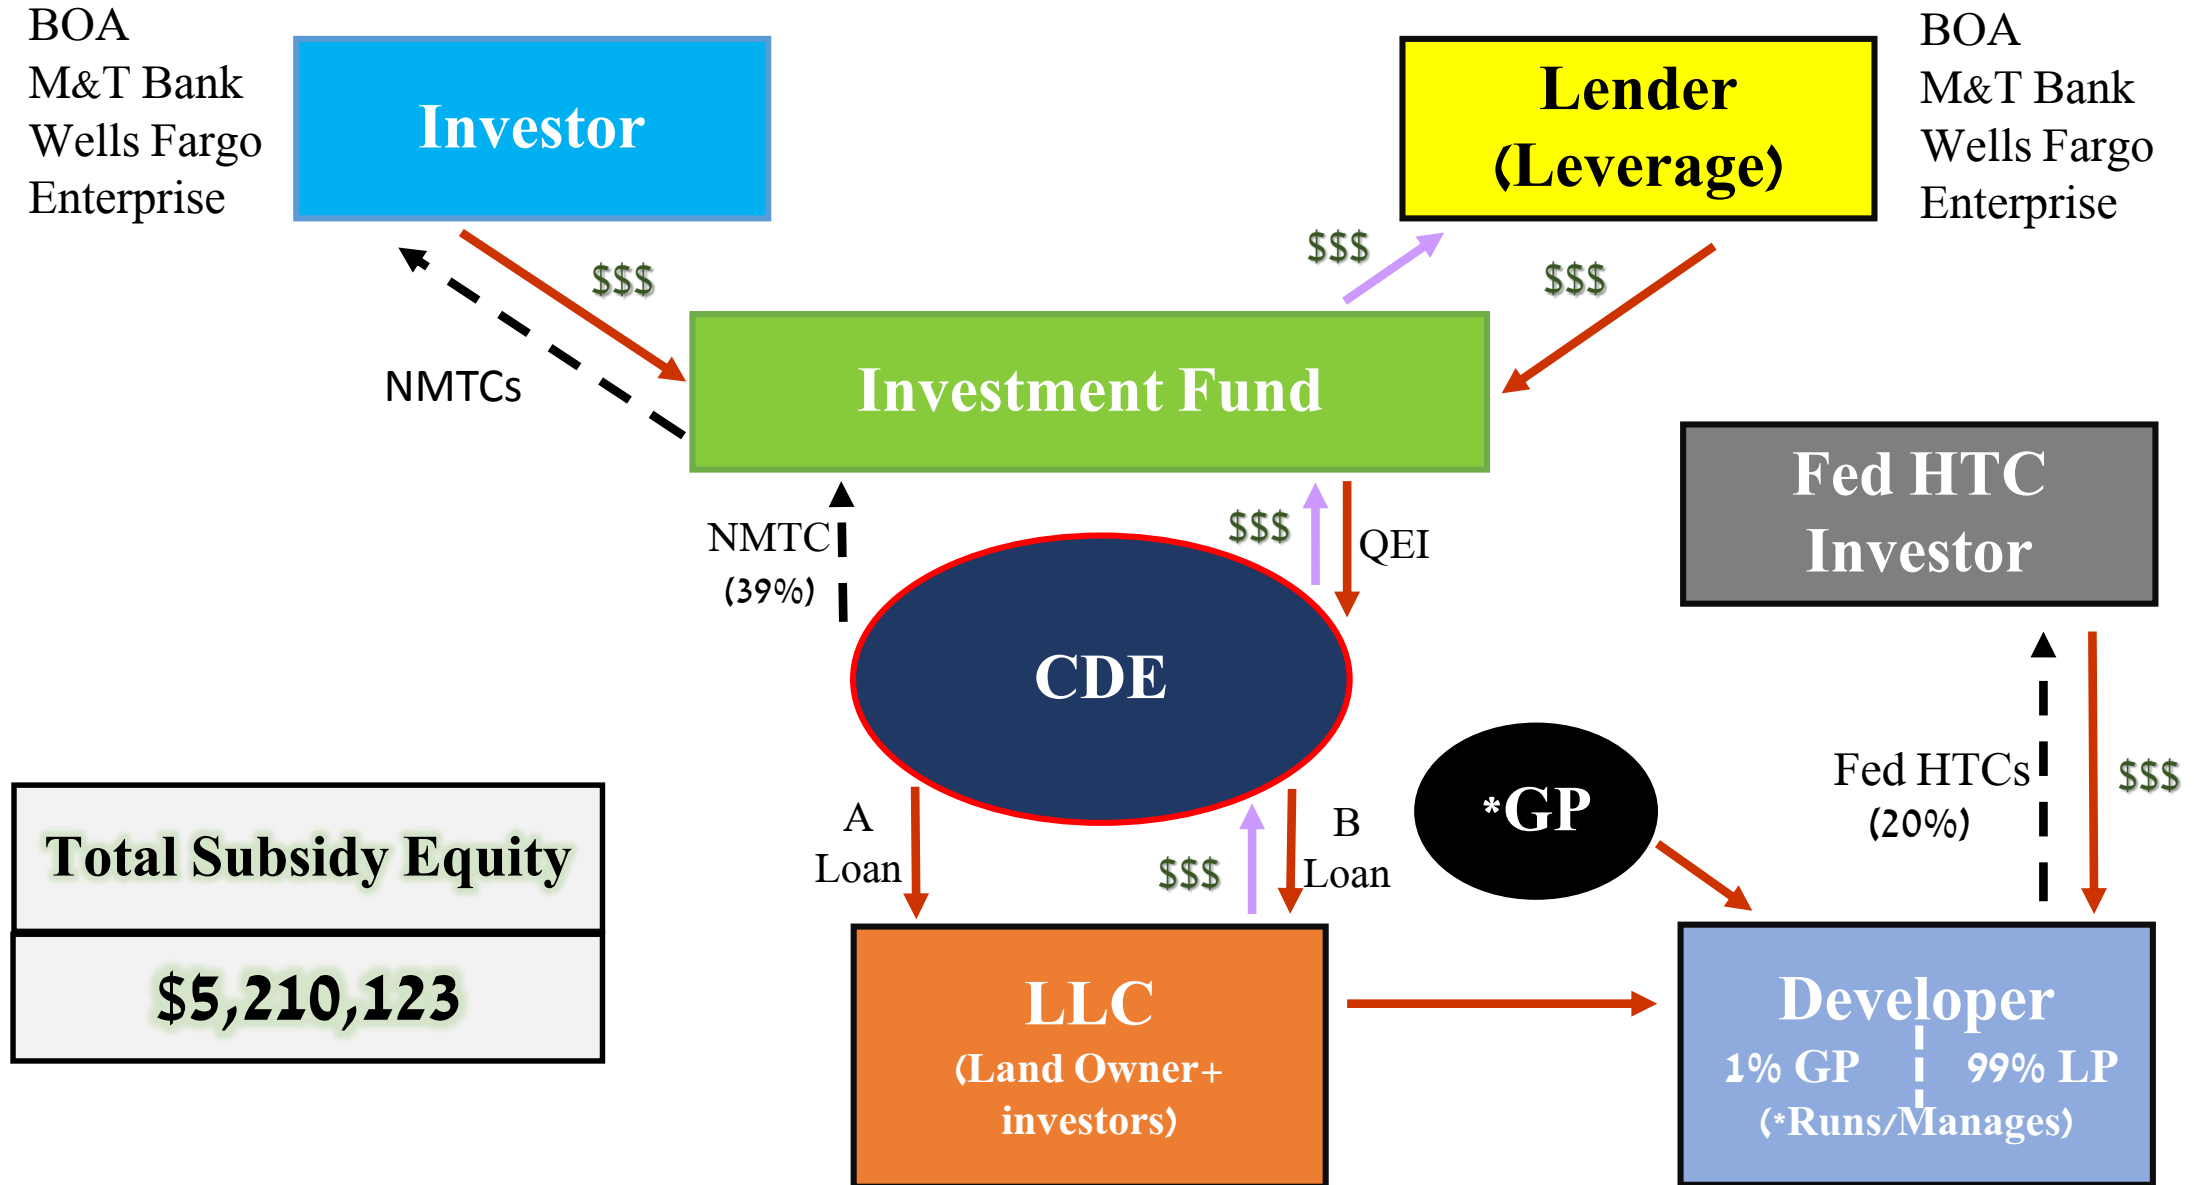 BOA
M&T Bank
Wells Fargo
Enterprise
Investor
Lender
(Leverage)
BOA
M&T Bank
Wells Fargo
Enterprise
$$$
$$$
$$$
NMTCs
Investment Fund
Fed HTC
Investor
NMTC
(39%)
$$$
QEI
CDE
*GP
Fed HTCs
(20%)
$$$
A
Loan
$$$
B
Loan
Total Subsidy Equity
$5,210,123
LLC
(Land Owner+
investors)
Developer
1% GP
99% LP
(*Runs/Manages)